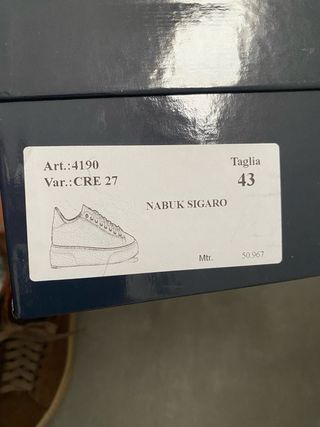 Art.:4190
Var.:CRE 27
Taglia
43
NABUK SIGARO
Mtr.
50.967